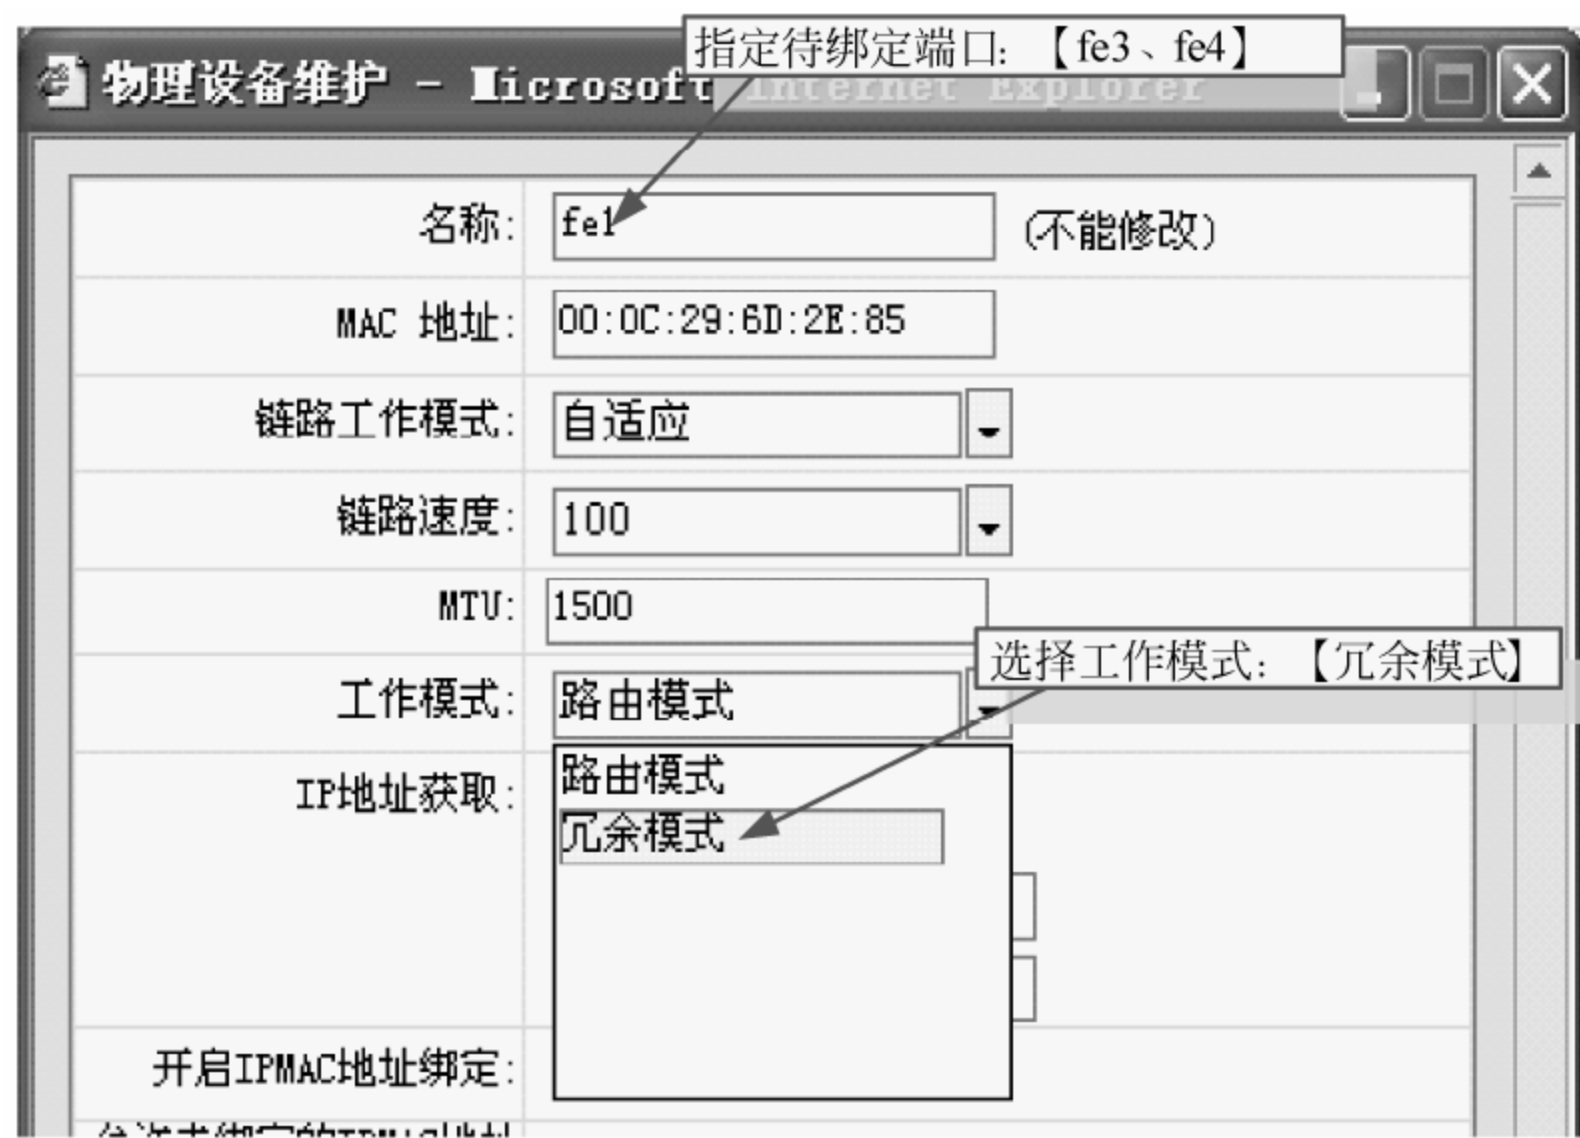 指定待绑定端口：【fe3、fe4】
物理设备维护 - Microsoft Internet Explorer
名称: fe1 (不能修改)
MAC 地址: 00:0C:29:6D:2E:85
链路工作模式: 自适应
链路速度: 100
MTU: 1500
选择工作模式：【冗余模式】
工作模式: 路由模式
路由模式
IP地址获取:
冗余模式
开启IPMAC地址绑定: